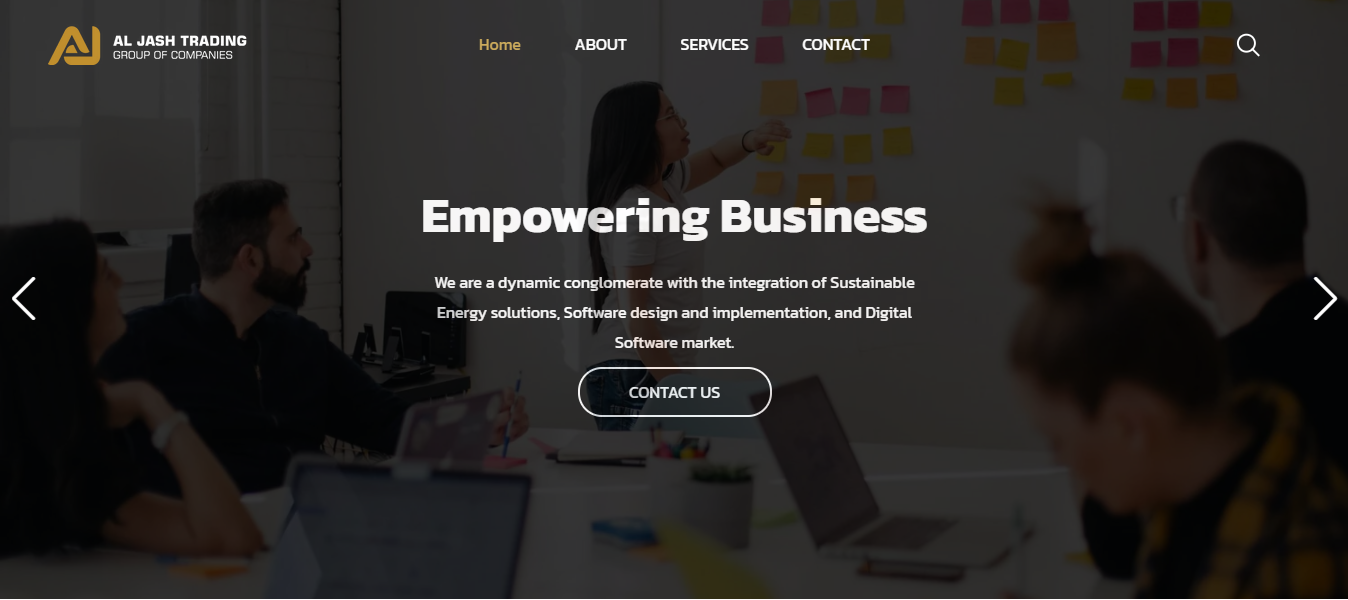 AL JASH TRADING
GROUP OF COMPANIES
Home ABOUT SERVICES CONTACT
Empowering Business
We are a dynamic conglomerate with the integration of Sustainable
Energy solutions, Software design and implementation, and Digital
Software market.
CONTACT US